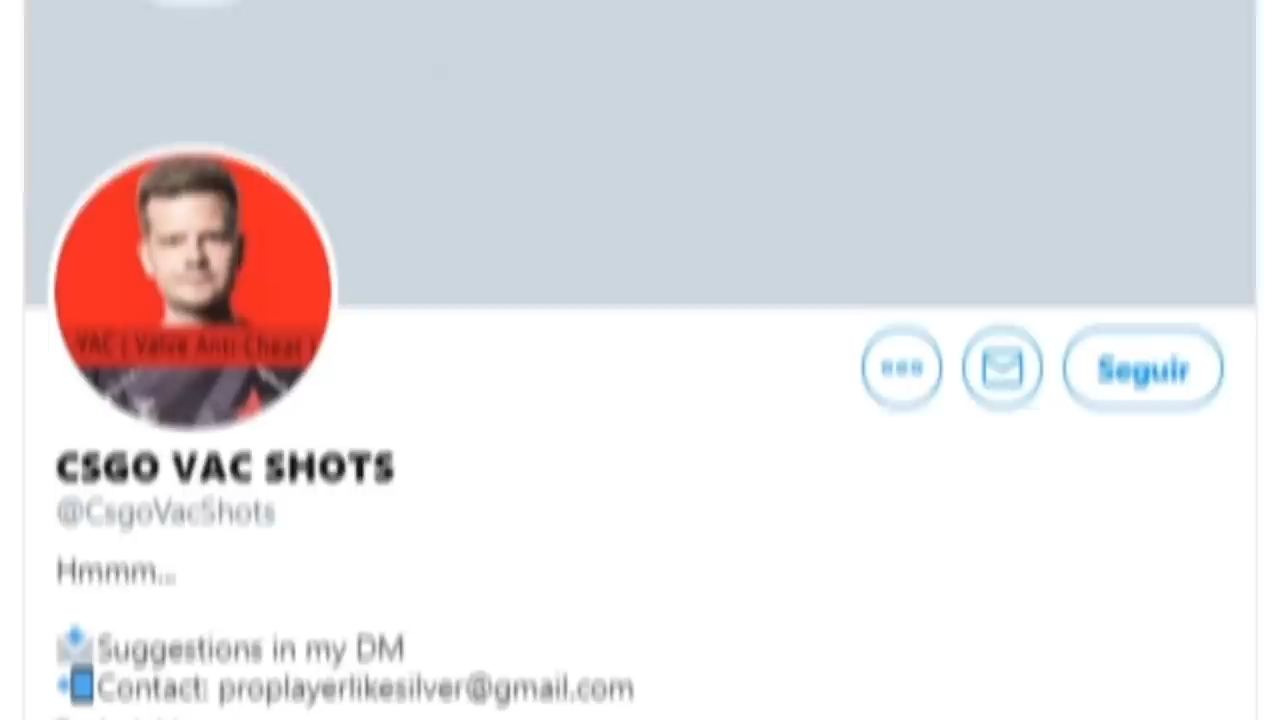 VAC | Valve Anti Cheat |
Seguir
CSGO VAC SHOTS
@CsgoVacShots
Hmmm...
Suggestions in my DM
Contact: proplayerlikesilver@gmail.com